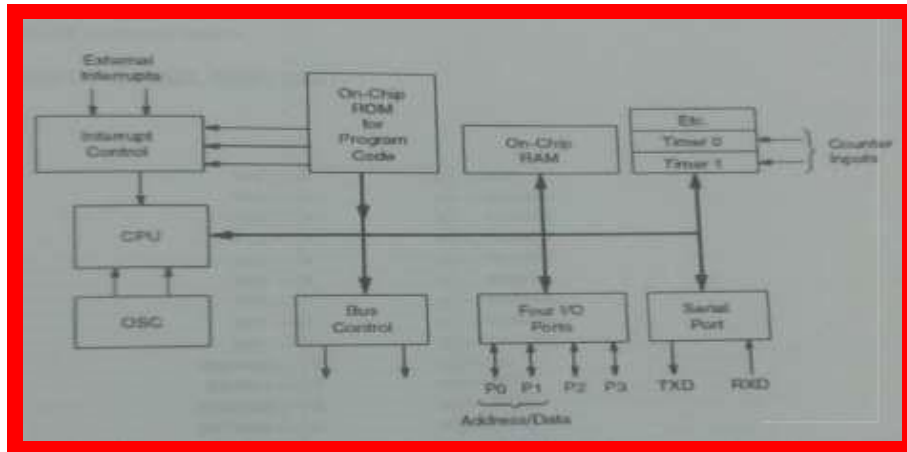 External
Interrupts
Interrupt
Control
On-Chip
ROM
for
Program
Code
On-Chip
RAM
Etc.
Timer 0
Timer 1
Counter
Inputs
CPU
OSC
Bus
Control
Four I/O
Ports
Serial
Port
P0 P1 P2 P3
TXD RXD
Address/Data